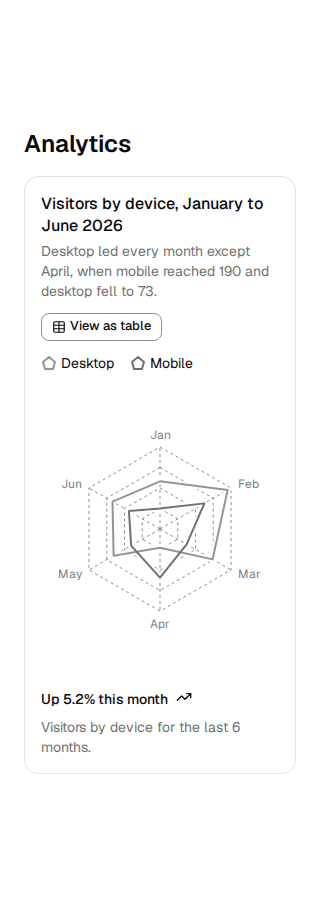 Analytics
Visitors by device, January to
June 2026
Desktop led every month except
April, when mobile reached 190 and
desktop fell to 73.
View as table
Desktop
Mobile
Jan
Jun
Feb
May
Mar
Apr
Up 5.2% this month
Visitors by device for the last 6
months.